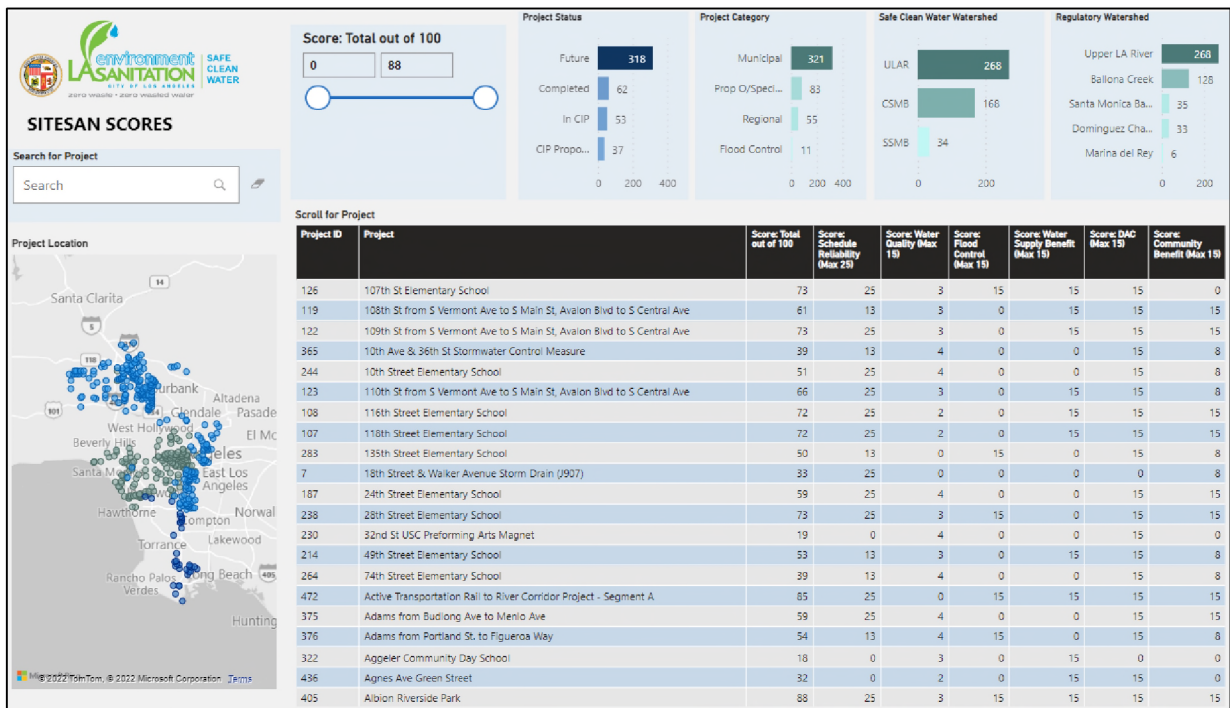 environment
LA SANITATION
CITY OF LOS ANGELES
zero waste • zero wasted water
SAFE
CLEAN
WATER
SITESAN SCORES
Search for Project
Search
Score: Total out of 100
0 88
Project Status
Future 318
Completed 62
In CIP 53
CIP Propo... 37
0 200 400
Project Category
Municipal 321
Prop O/Speci... 83
Regional 55
Flood Control 11
0 200 400
Safe Clean Water Watershed
ULAR 268
CSMB 168
SSMB 34
0 200
Regulatory Watershed
Upper LA River 268
Ballona Creek 128
Santa Monica Ba... 35
Dominguez Cha... 33
Marina del Rey 6
0 200
Project Location
14
Santa Clarita
5
118
urbank
Altadena
101
Glendale Pasade
West Hollywood
El Mo
Beverly Hills
eles
Santa Mo
East Los
Angeles
Hawthorne
Compton
Norwal
Torrance
Lakewood
Rancho Palos
Verdes
ong Beach
405
Hunting
© 2022 TomTom, © 2022 Microsoft Corporation Terms
Scroll for Project
Project ID Project Score: Total out of 100 Score: Schedule Reliability (Max 25) Score: Water Quality (Max 15) Score: Flood Control (Max 15) Score: Water Supply Benefit (Max 15) Score: DAC (Max 15) Score: Community Benefit (Max 15)
126 107th St Elementary School 73 25 3 15 15 15 0
119 108th St from S Vermont Ave to S Main St, Avalon Blvd to S Central Ave 61 13 3 0 15 15 15
122 109th St from S Vermont Ave to S Main St, Avalon Blvd to S Central Ave 73 25 3 0 15 15 15
365 10th Ave & 36th St Stormwater Control Measure 39 13 4 0 0 15 8
244 10th Street Elementary School 51 25 4 0 0 15 8
123 110th St from S Vermont Ave to S Main St, Avalon Blvd to S Central Ave 66 25 3 0 15 15 8
108 116th Street Elementary School 72 25 2 0 15 15 15
107 118th Street Elementary School 72 25 2 0 15 15 15
283 135th Street Elementary School 50 13 0 15 0 15 8
7 18th Street & Walker Avenue Storm Drain (J907) 33 25 0 0 0 0 8
187 24th Street Elementary School 59 25 4 0 0 15 15
238 28th Street Elementary School 73 25 3 15 0 15 15
230 32nd St USC Preforming Arts Magnet 19 0 4 0 0 15 0
214 49th Street Elementary School 53 13 3 0 15 15 8
264 74th Street Elementary School 39 13 4 0 0 15 8
472 Active Transportation Rail to River Corridor Project - Segment A 85 25 0 15 15 15 15
375 Adams from Budlong Ave to Menlo Ave 59 25 4 0 0 15 15
376 Adams from Portland St. to Figueroa Way 54 13 4 15 0 15 8
322 Aggeler Community Day School 18 0 3 0 15 0 0
436 Agnes Ave Green Street 32 0 2 0 15 15 0
405 Albion Riverside Park 88 25 3 15 15 15 15